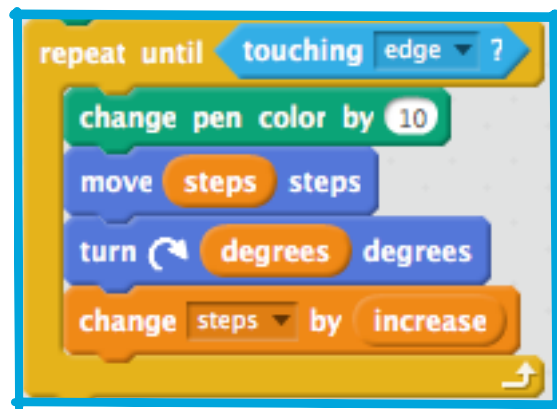 repeat until touching edge ?
change pen color by 10
move steps steps
turn degrees degrees
change steps by increase